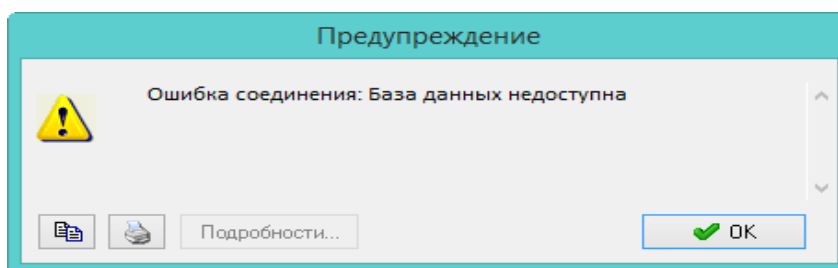 Предупреждение
Ошибка соединения: База данных недоступна
Подробности...
OK